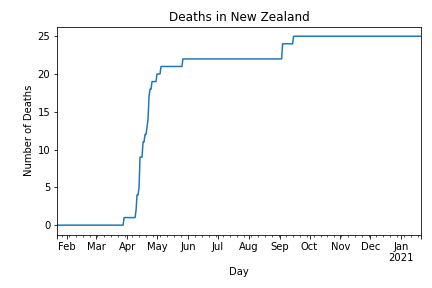 Deaths in New Zealand
25
20
15
10
5
0
Number of Deaths
Feb Mar Apr May Jun Jul Aug Sep Oct Nov Dec Jan
2021
Day